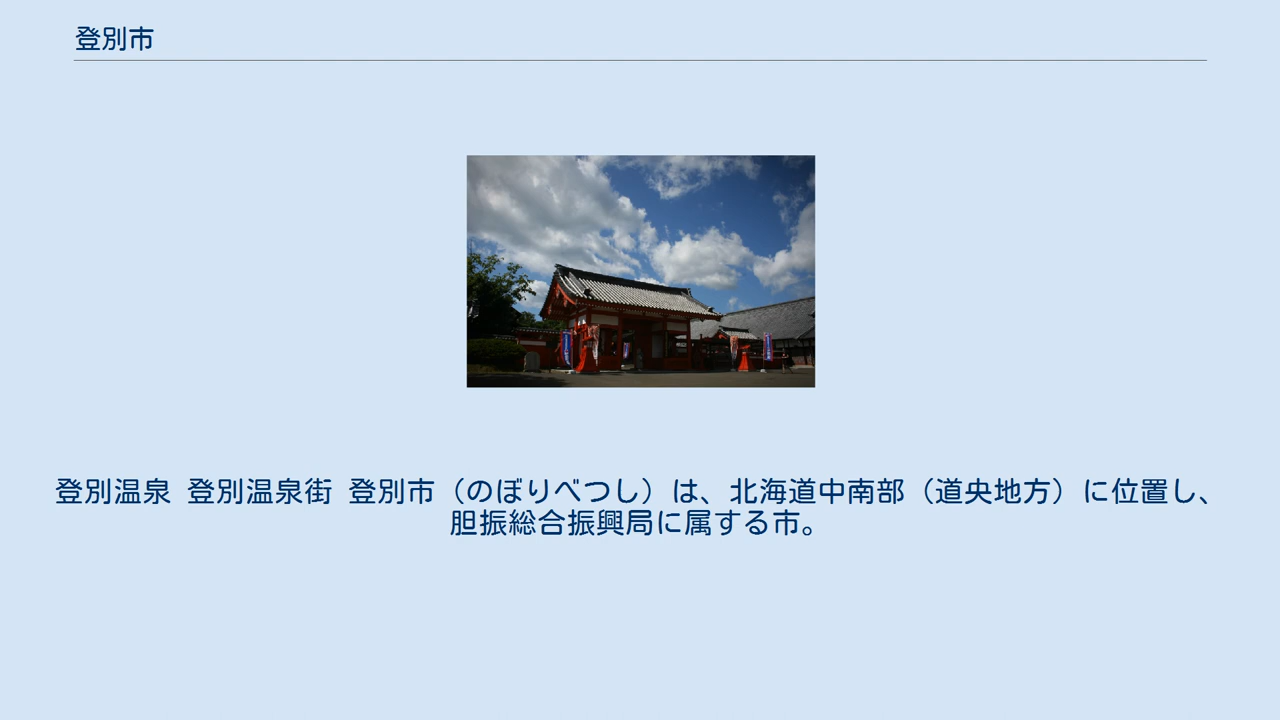 登別市
登別温泉 登別温泉街 登別市（のぼりべつし）は、北海道中南部（道央地方）に位置し、
胆振総合振興局に属する市。